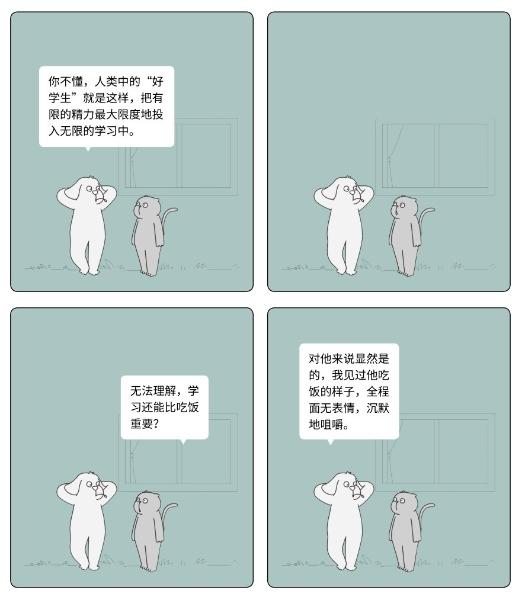 你不懂，人类中的“好
学生”就是这样，把有
限的精力最大限度地投
入无限的学习中。
无法理解，学
习还能比吃饭
重要？
对他来说显然是
的，我见过他吃
饭的样子，全程
面无表情，沉默
地咀嚼。